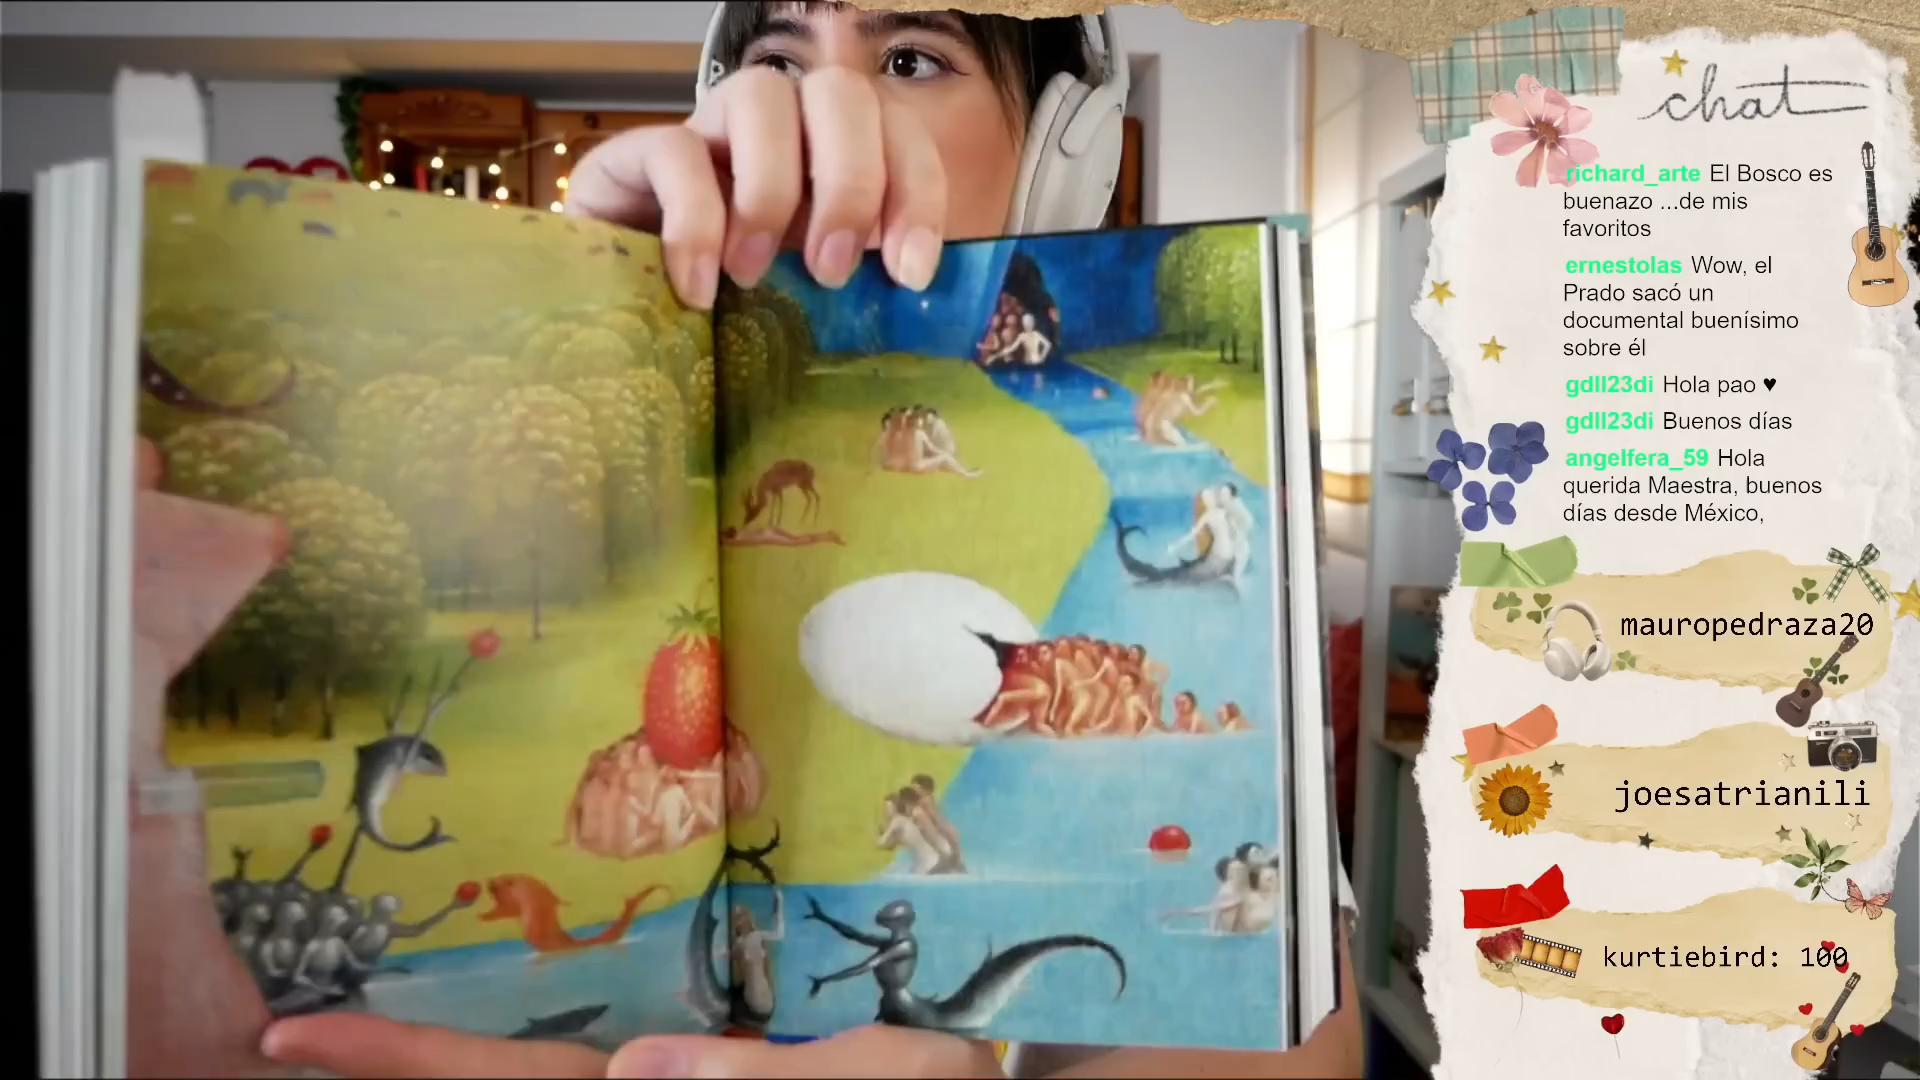 chat
richard_arte El Bosco es
buenazo ...de mis
favoritos
ernestolas Wow, el
Prado sacó un
documental buenísimo
sobre él
gdll23di Hola pao ♥
gdll23di Buenos días
angelfera_59 Hola
querida Maestra, buenos
días desde México,
mauropedraza20
joesatrianili
kurtiebird: 100